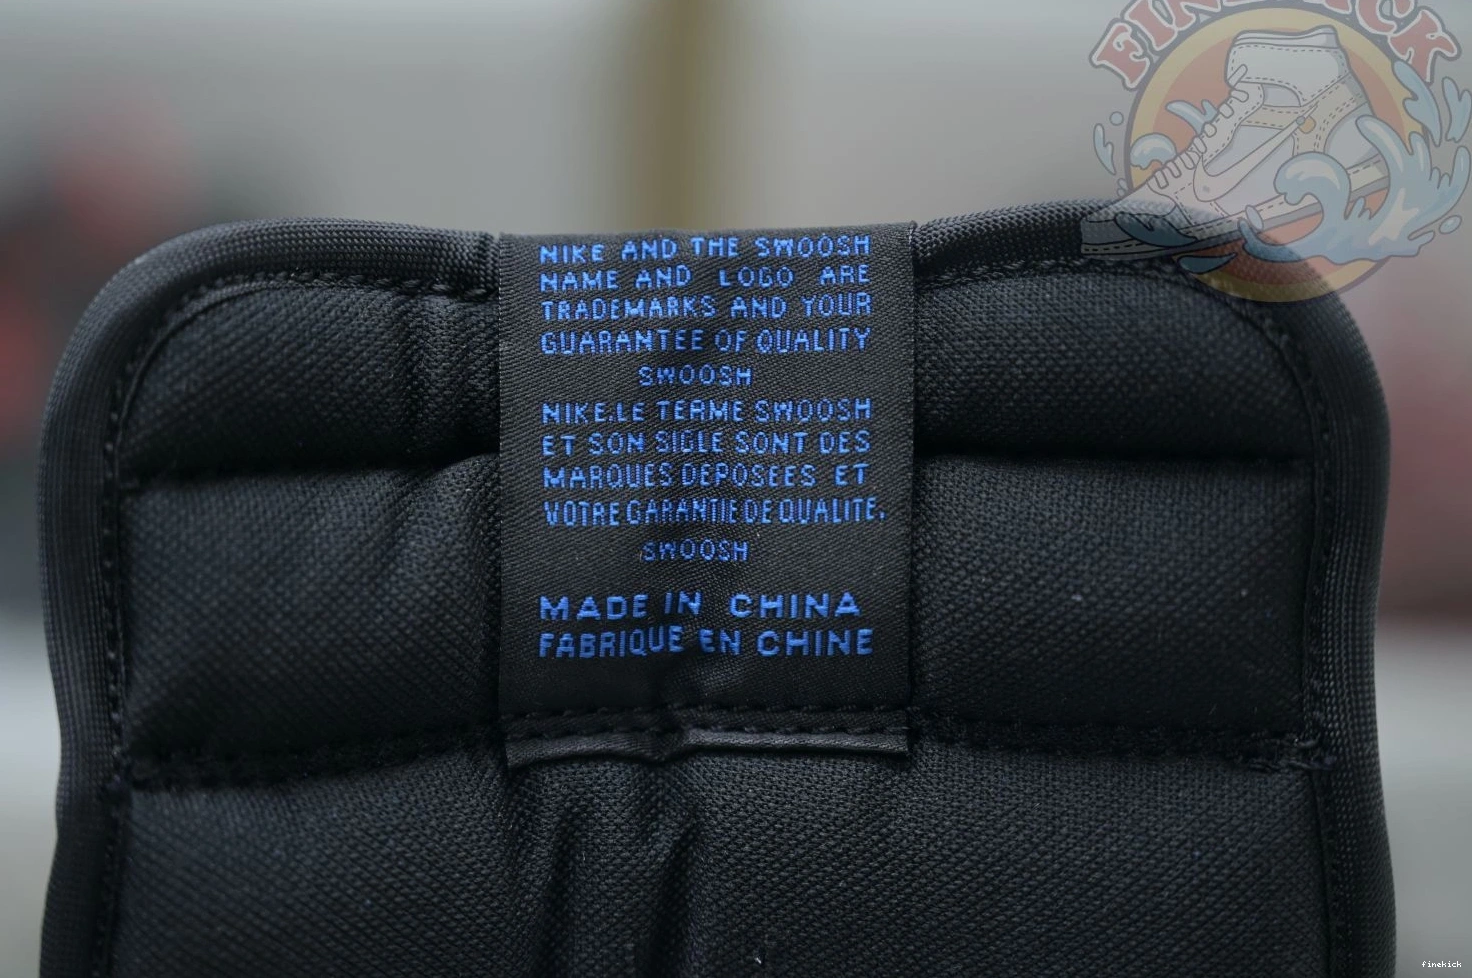 FINEKICK
NIKE AND THE SWOOSH
NAME AND LOGO ARE
TRADEMARKS AND YOUR
GUARANTEE OF QUALITY
SWOOSH
NIKE.LE TERME SWOOSH
ET SON SIGLE SONT DES
MARQUES DEPOSEES ET
VOTRE GARANTIE DE QUALITE.
SWOOSH
MADE IN CHINA
FABRIQUE EN CHINE
finekick